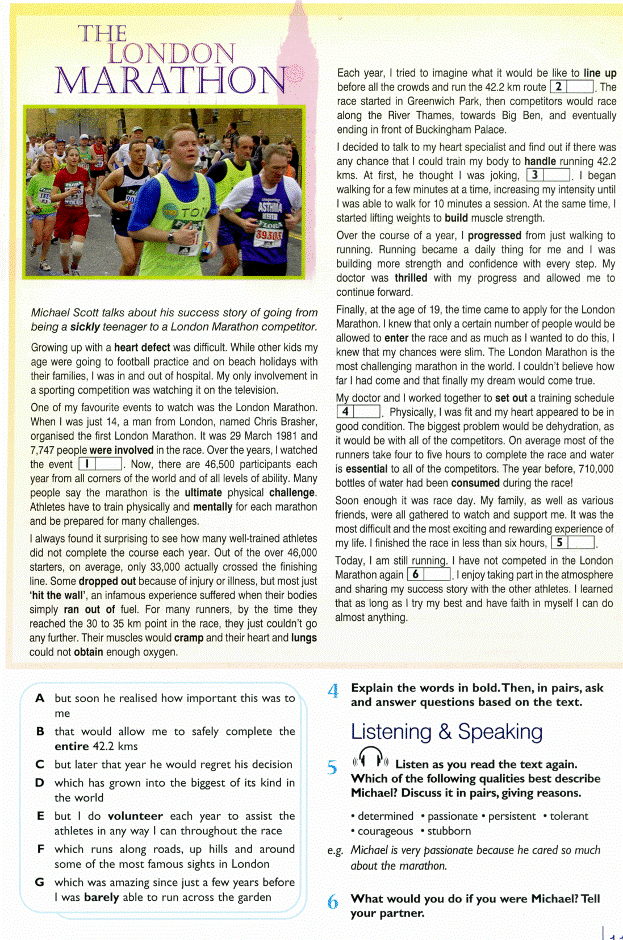 THE
LONDON
MARATHON
TOM
ASTHMA
39303
Michael Scott talks about his success story of going from
being a sickly teenager to a London Marathon competitor.
Growing up with a heart defect was difficult. While other kids my
age were going to football practice and on beach holidays with
their families, I was in and out of hospital. My only involvement in
a sporting competition was watching it on the television.
One of my favourite events to watch was the London Marathon.
When I was just 14, a man from London, named Chris Brasher,
organised the first London Marathon. It was 29 March 1981 and
7,747 people were involved in the race. Over the years, I watched
the event 1. Now, there are 46,500 participants each
year from all corners of the world and of all levels of ability. Many
people say the marathon is the ultimate physical challenge.
Athletes have to train physically and mentally for each marathon
and be prepared for many challenges.
I always found it surprising to see how many well-trained athletes
did not complete the course each year. Out of the over 46,000
starters, on average, only 33,000 actually crossed the finishing
line. Some dropped out because of injury or illness, but most just
'hit the wall', an infamous experience suffered when their bodies
simply ran out of fuel. For many runners, by the time they
reached the 30 to 35 km point in the race, they just couldn't go
any further. Their muscles would cramp and their heart and lungs
could not obtain enough oxygen.
Each year, I tried to imagine what it would be like to line up
before all the crowds and run the 42.2 km route 2. The
race started in Greenwich Park, then competitors would race
along the River Thames, towards Big Ben, and eventually
ending in front of Buckingham Palace.
I decided to talk to my heart specialist and find out if there was
any chance that I could train my body to handle running 42.2
kms. At first, he thought I was joking, 3. I began
walking for a few minutes at a time, increasing my intensity until
I was able to walk for 10 minutes a session. At the same time, I
started lifting weights to build muscle strength.
Over the course of a year, I progressed from just walking to
running. Running became a daily thing for me and I was
building more strength and confidence with every step. My
doctor was thrilled with my progress and allowed me to
continue forward.
Finally, at the age of 19, the time came to apply for the London
Marathon. I knew that only a certain number of people would be
allowed to enter the race and as much as I wanted to do this, I
knew that my chances were slim. The London Marathon is the
most challenging marathon in the world. I couldn't believe how
far I had come and that finally my dream would come true.
My doctor and I worked together to set out a training schedule
4. Physically, I was fit and my heart appeared to be in
good condition. The biggest problem would be dehydration, as
it would be with all of the competitors. On average most of the
runners take four to five hours to complete the race and water
is essential to all of the competitors. The year before, 710,000
bottles of water had been consumed during the race!
Soon enough it was race day. My family, as well as various
friends, were all gathered to watch and support me. It was the
most difficult and the most exciting and rewarding experience of
my life. I finished the race in less than six hours, 5.
Today, I am still running. I have not competed in the London
Marathon again 6. I enjoy taking part in the atmosphere
and sharing my success story with the other athletes. I learned
that as long as I try my best and have faith in myself I can do
almost anything.
A but soon he realised how important this was to
me
B that would allow me to safely complete the
entire 42.2 kms
C but later that year he would regret his decision
D which has grown into the biggest of its kind in
the world
E but I do volunteer each year to assist the
athletes in any way I can throughout the race
F which runs along roads, up hills and around
some of the most famous sights in London
G which was amazing since just a few years before
I was barely able to run across the garden
4 Explain the words in bold. Then, in pairs, ask
and answer questions based on the text.
Listening & Speaking
5 Listen as you read the text again.
Which of the following qualities best describe
Michael? Discuss it in pairs, giving reasons.
• determined • passionate • persistent • tolerant
• courageous • stubborn
e.g. Michael is very passionate because he cared so much
about the marathon.
6 What would you do if you were Michael? Tell
your partner.